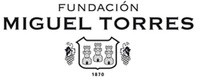 FUNDACIÓN
MIGUEL TORRES
1870